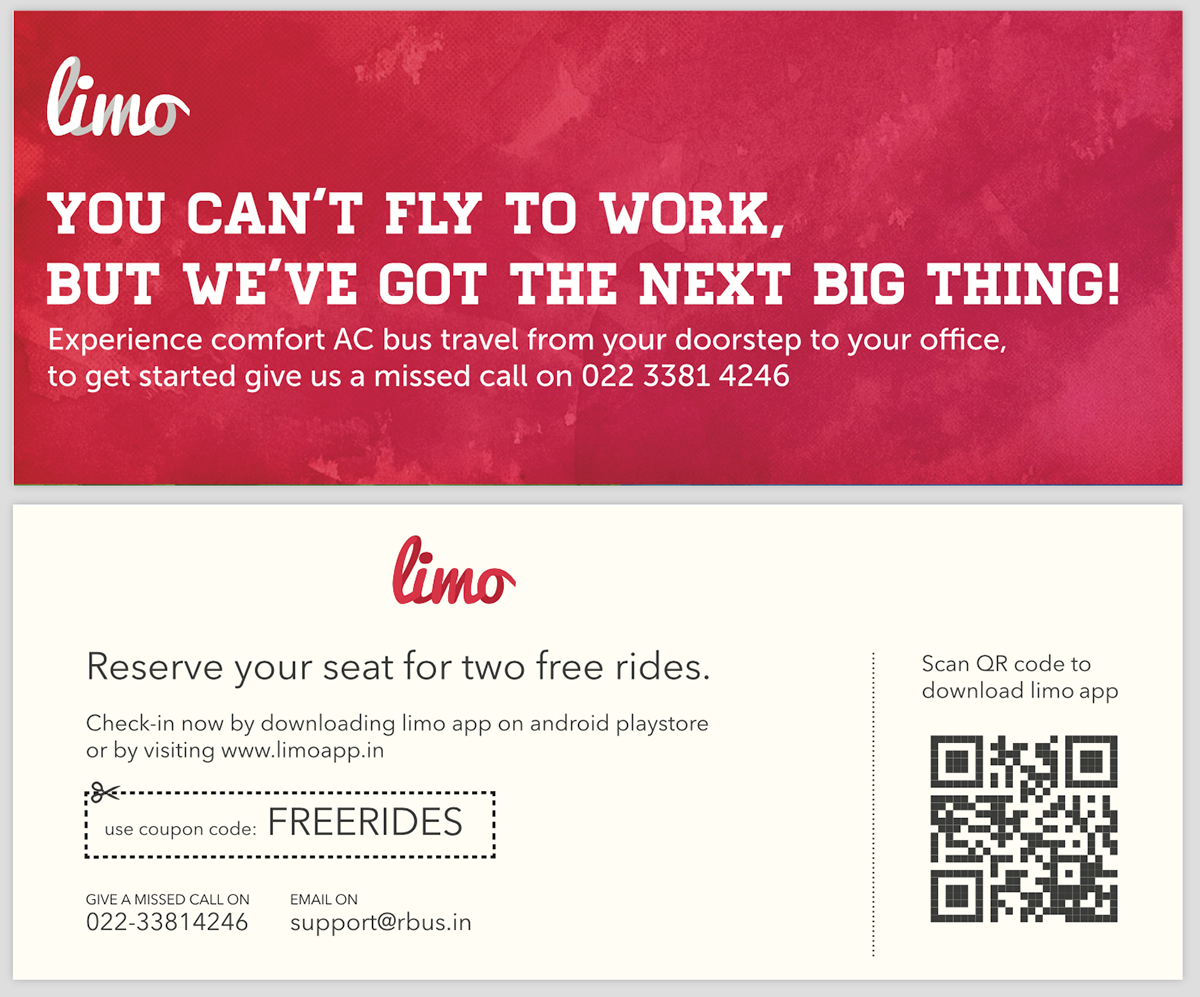 limo
YOU CAN'T FLY TO WORK,
BUT WE'VE GOT THE NEXT BIG THING!
Experience comfort AC bus travel from your doorstep to your office,
to get started give us a missed call on 022 3381 4246
limo
Reserve your seat for two free rides.
Check-in now by downloading limo app on android playstore
or by visiting www.limoapp.in
use coupon code: FREERIDES
GIVE A MISSED CALL ON
022-33814246
EMAIL ON
support@rbus.in
Scan QR code to
download limo app